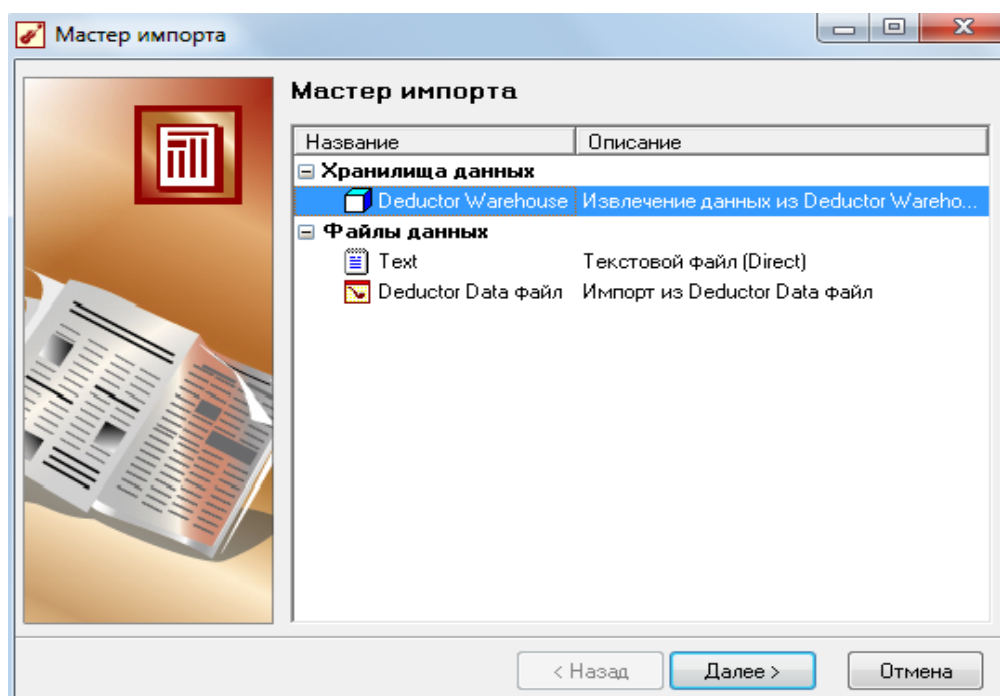 Мастер импорта
Мастер импорта
Название Описание
Хранилища данных
Deductor Warehouse Извлечение данных из Deductor Wareho...
Файлы данных
Text Текстовой файл (Direct)
Deductor Data файл Импорт из Deductor Data файл
< Назад Далее > Отмена